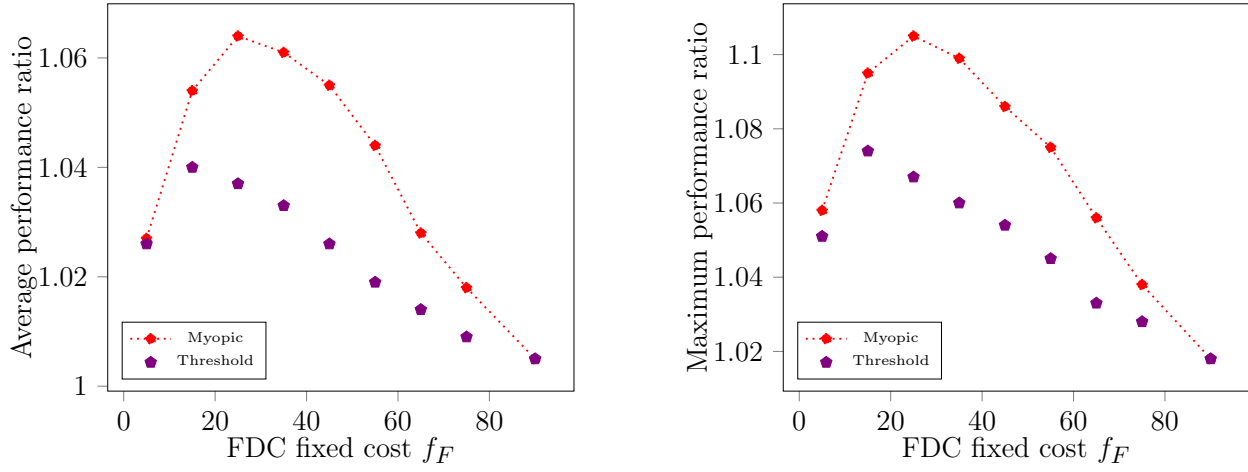 Average performance ratio
1.06
1.04
1.02
1
Myopic
Threshold
0 20 40 60 80
FDC fixed cost f_F
Maximum performance ratio
1.1
1.08
1.06
1.04
1.02
Myopic
Threshold
0 20 40 60 80
FDC fixed cost f_F